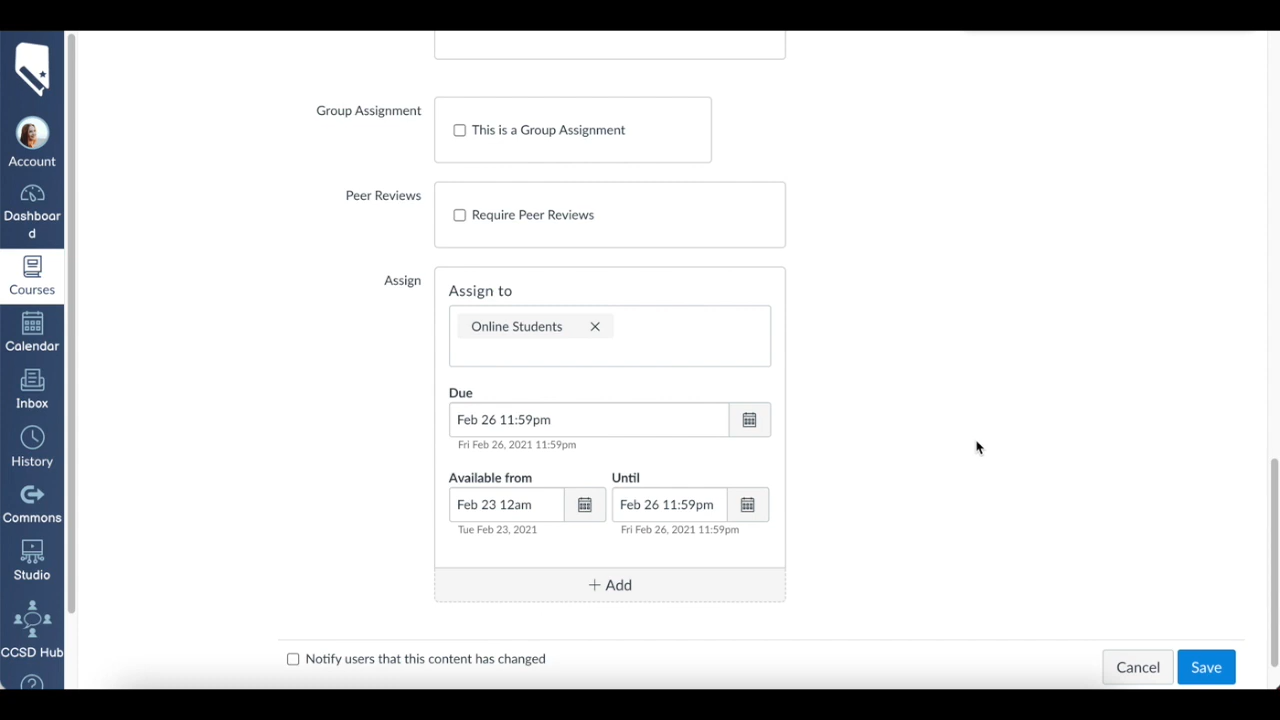 Account
Dashboar
d
Courses
Calendar
Inbox
History
Commons
Studio
CCSD Hub
Group Assignment
This is a Group Assignment
Peer Reviews
Require Peer Reviews
Assign
Assign to
Online Students
Due
Feb 26 11:59pm
Fri Feb 26, 2021 11:59pm
Available from
Until
Feb 23 12am
Feb 26 11:59pm
Tue Feb 23, 2021
Fri Feb 26, 2021 11:59pm
+ Add
Notify users that this content has changed
Cancel
Save